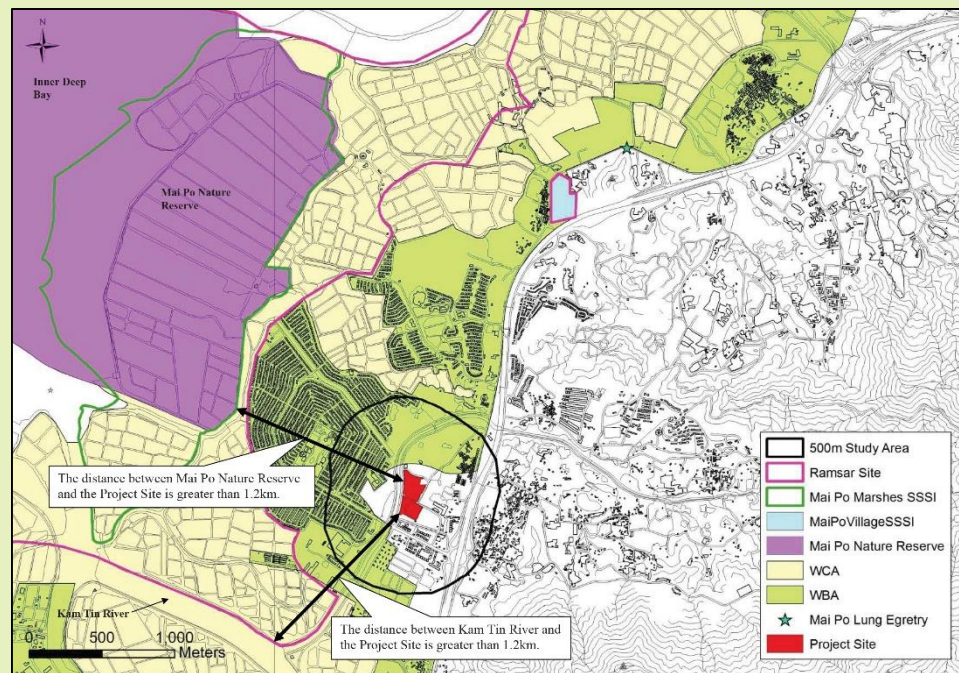 N
Inner Deep
Bay
Mai Po Nature
Reserve
The distance between Mai Po Nature Reserve
and the Project Site is greater than 1.2km.
Kam Tin River
0 500 1,000
Meters
The distance between Kam Tin River and
the Project Site is greater than 1.2km.
500m Study Area
Ramsar Site
Mai Po Marshes SSSI
MaiPoVillageSSSI
Mai Po Nature Reserve
WCA
WBA
Mai Po Lung Egretry
Project Site